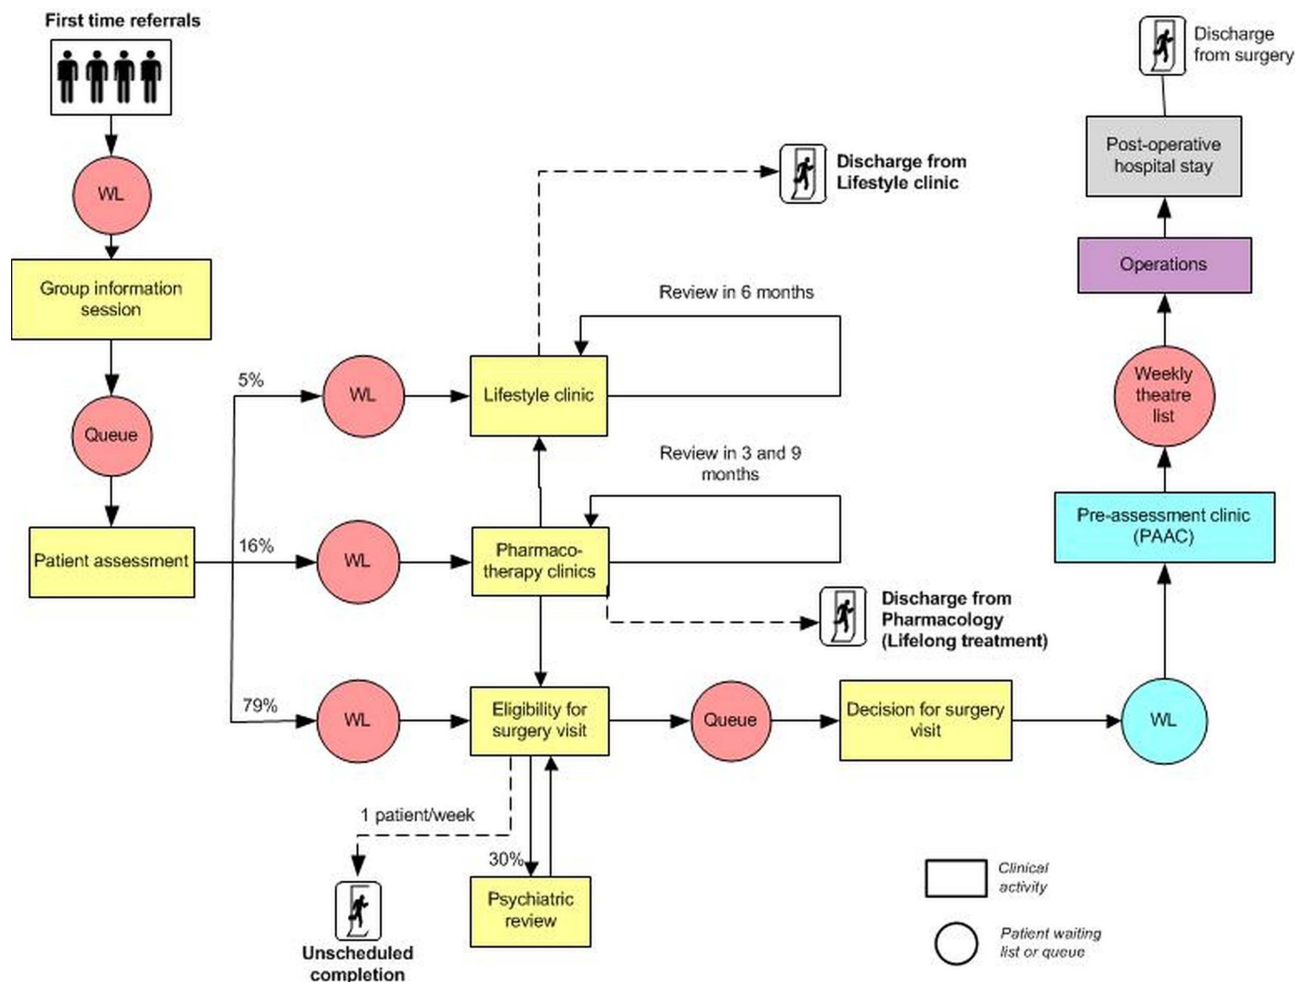 First time referrals
WL
Group information
session
Queue
Patient assessment
5%
16%
79%
WL
WL
WL
Lifestyle clinic
Review in 6 months
Discharge from
Lifestyle clinic
Pharmaco-
therapy clinics
Review in 3 and 9
months
Discharge from
Pharmacology
(Lifelong treatment)
Eligibility for
surgery visit
1 patient/week
Unscheduled
completion
30%
Psychiatric
review
Queue
Decision for surgery
visit
WL
Pre-assessment clinic
(PAAC)
Weekly
theatre
list
Operations
Post-operative
hospital stay
Discharge
from surgery
Clinical
activity
Patient waiting
list or queue